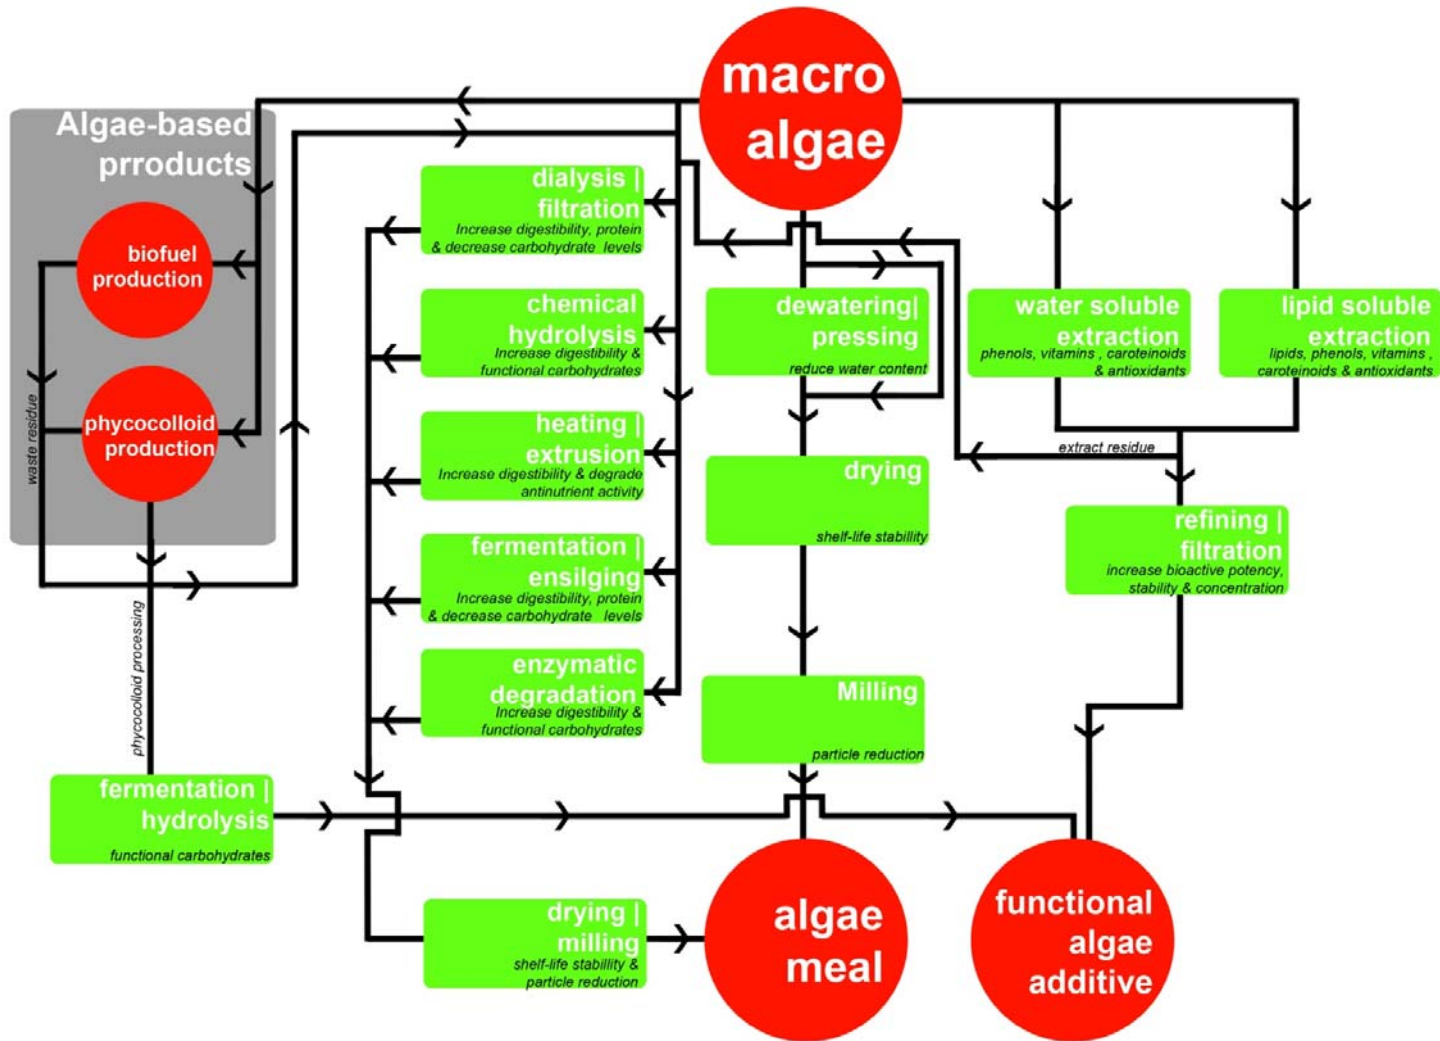 macro
algae
Algae-based
prroducts
biofuel
production
phycocolloid
production
waste residue
phycocolloid processing
dialysis |
filtration
Increase digestibility, protein
& decrease carbohydrate levels
chemical
hydrolysis
Increase digestibility &
functional carbohydrates
heating |
extrusion
Increase digestibility & degrade
antinutrient activity
fermentation |
ensilging
Increase digestibility, protein
& decrease carbohydrate levels
enzymatic
degradation
Increase digestibility &
functional carbohydrates
dewatering|
pressing
reduce water content
drying
shelf-life stabillity
Milling
particle reduction
water soluble
extraction
phenols, vitamins , caroteinoids
& antioxidants
lipid soluble
extraction
lipids, phenols, vitamins ,
caroteinoids & antioxidants
extract residue
refining |
filtration
increase bioactive potency,
stability & concentration
fermentation |
hydrolysis
functional carbohydrates
drying |
milling
shelf-life stabillity &
particle reduction
algae
meal
functional
algae
additive